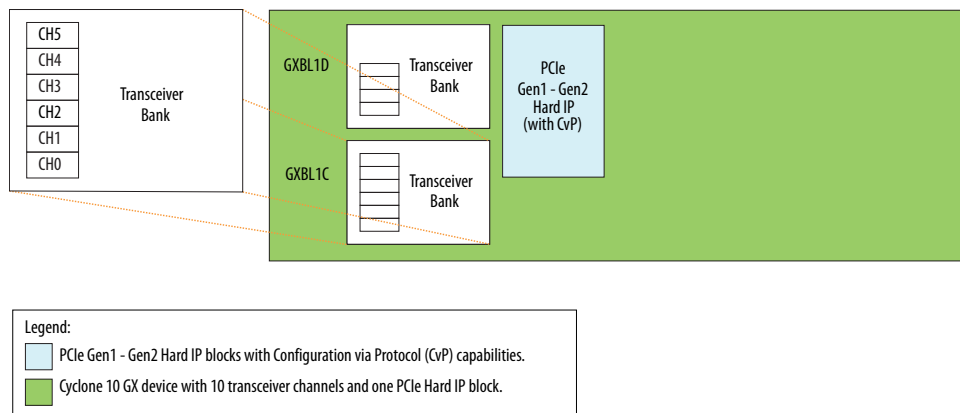 CH5
CH4
CH3
CH2
CH1
CH0
Transceiver
Bank
GXBL1D
Transceiver
Bank
GXBL1C
Transceiver
Bank
PCIe
Gen1 - Gen2
Hard IP
(with CvP)
Legend:
PCIe Gen1 - Gen2 Hard IP blocks with Configuration via Protocol (CvP) capabilities.
Cyclone 10 GX device with 10 transceiver channels and one PCIe Hard IP block.